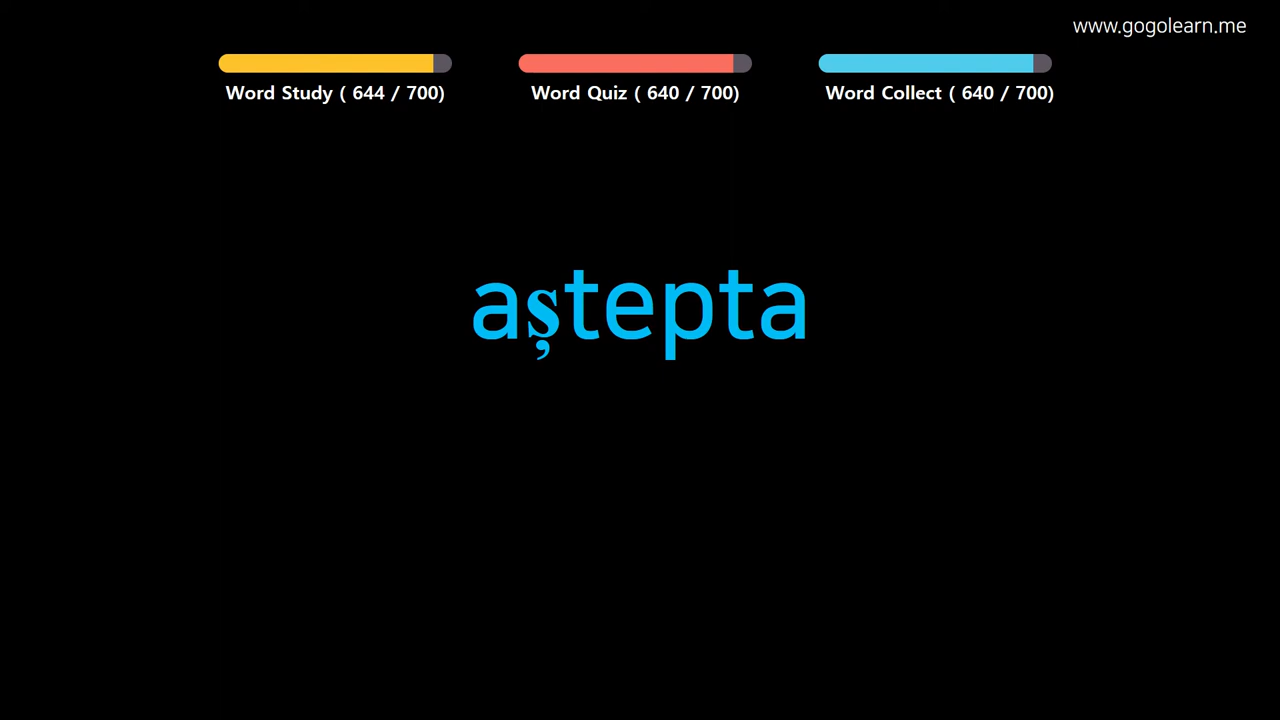 www.gogolearn.me
Word Study ( 644 / 700)
Word Quiz ( 640 / 700)
Word Collect ( 640 / 700)
aștepta